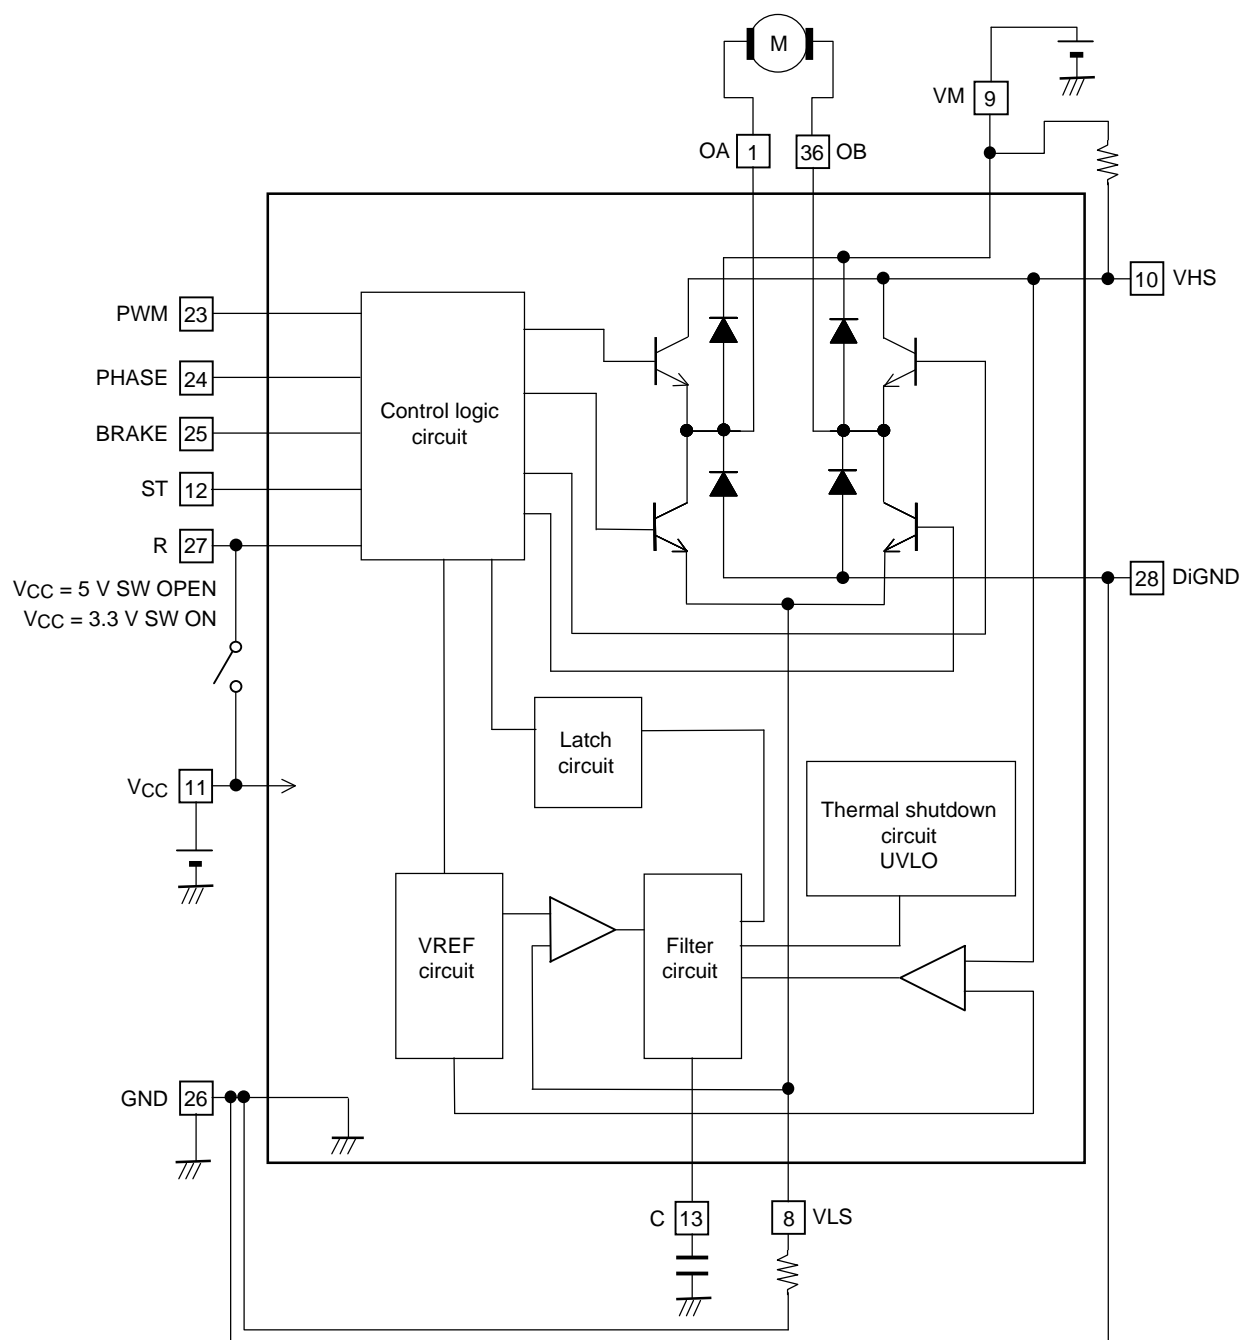 M
VM 9
OA 1
36 OB
10 VHS
PWM 23
PHASE 24
BRAKE 25
ST 12
R 27
VCC = 5 V SW OPEN
VCC = 3.3 V SW ON
Control logic
circuit
28 DiGND
Latch
circuit
VCC 11
Thermal shutdown
circuit
UVLO
VREF
circuit
Filter
circuit
GND 26
C 13
8 VLS